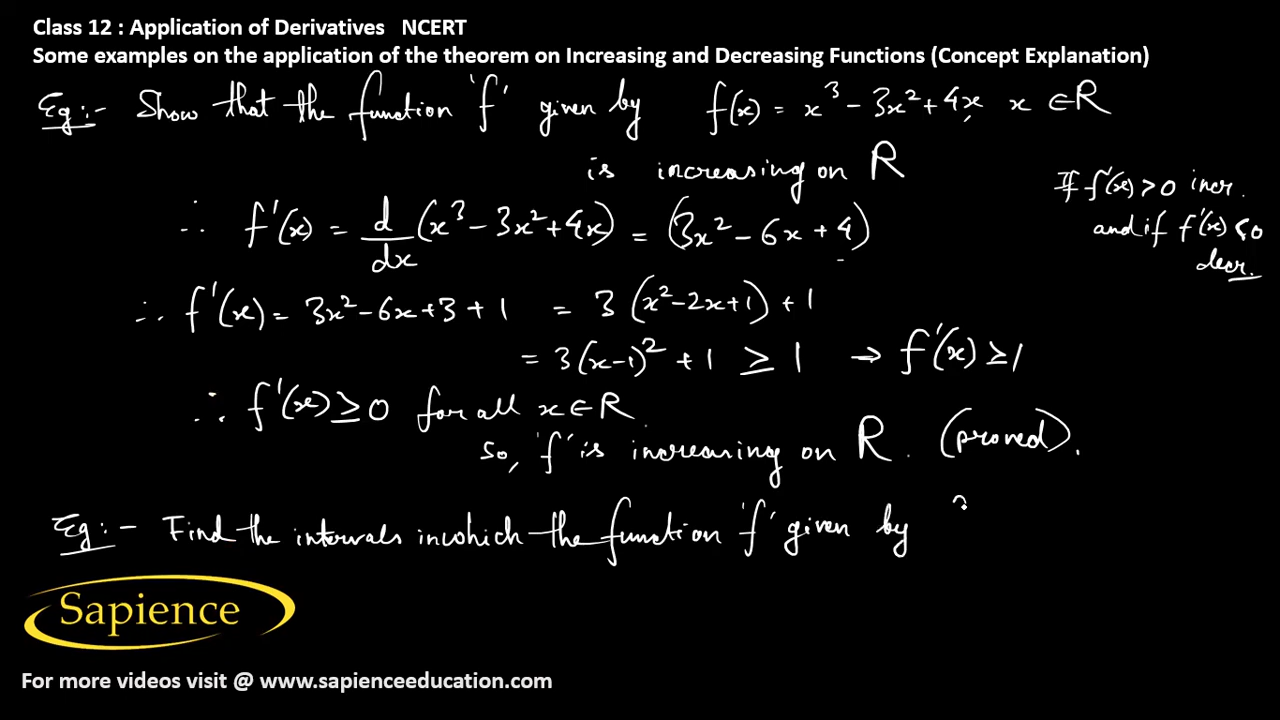 Class 12 : Application of Derivatives NCERT
Some examples on the application of the theorem on Increasing and Decreasing Functions (Concept Explanation)
Eg:- Show that the function 'f' given by f(x) = x³ - 3x² + 4x, x ∈ R
is increasing on R
If f'(x) > 0 incr.
and if f'(x) < 0
decr.
∴ f'(x) = d/dx (x³ - 3x² + 4x) = (3x² - 6x + 4)
∴ f'(x) = 3x² - 6x + 3 + 1 = 3(x² - 2x + 1) + 1
= 3(x-1)² + 1 ≥ 1 → f'(x) ≥ 1
∴ f'(x) ≥ 0 for all x ∈ R.
so, 'f' is increasing on R. (proved).
Eg:- Find the intervals in which the function 'f' given by
Sapience
For more videos visit @ www.sapienceeducation.com